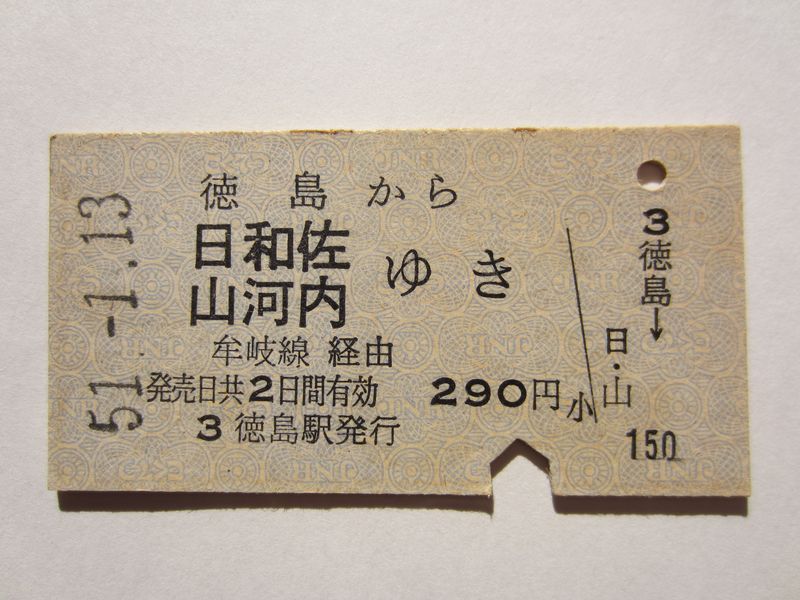 51.-1.13
徳島から
日和佐
山河内
ゆき
牟岐線 経由
発売日共2日間有効 290円
3 徳島駅発行
小
3
徳島→
日・山
150